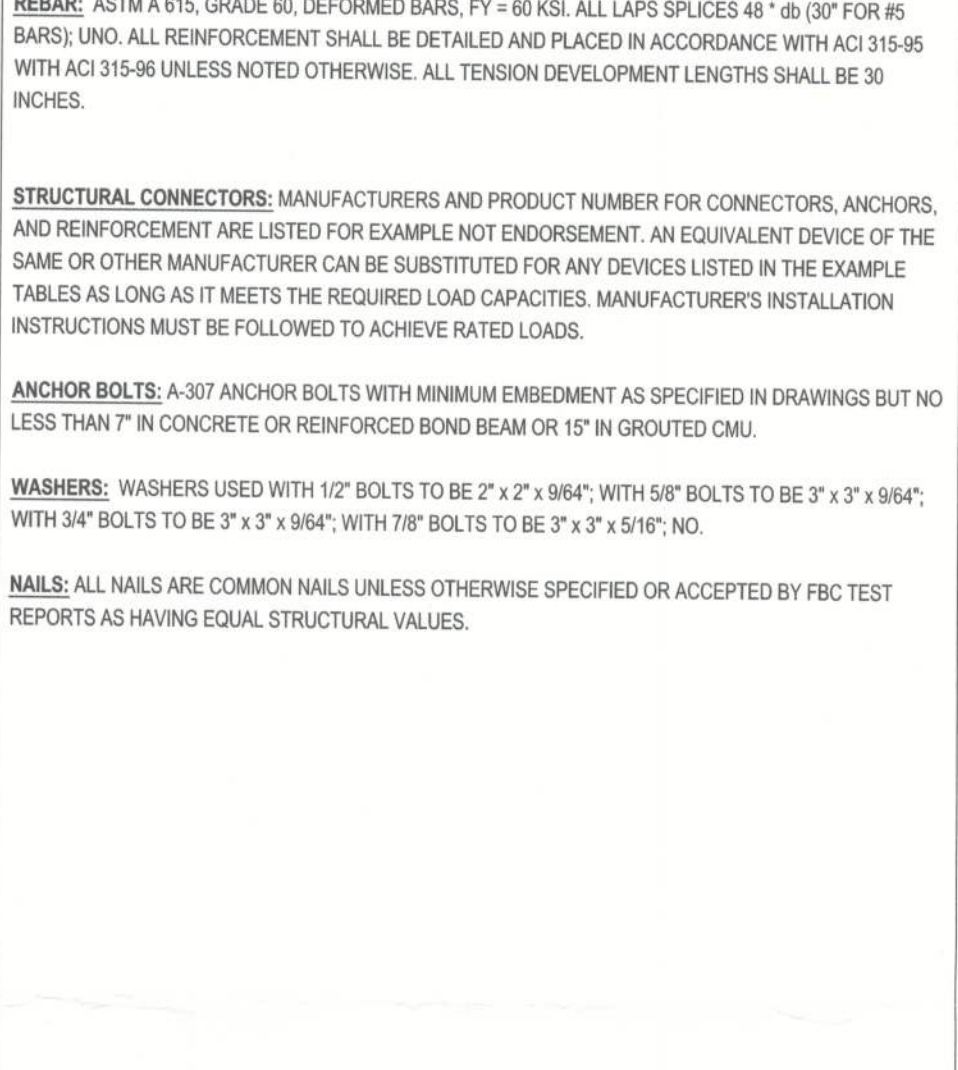 REBAR: ASTM A 615, GRADE 60, DEFORMED BARS, FY = 60 KSI. ALL LAPS SPLICES 48 * db (30" FOR #5
BARS); UNO. ALL REINFORCEMENT SHALL BE DETAILED AND PLACED IN ACCORDANCE WITH ACI 315-95
WITH ACI 315-96 UNLESS NOTED OTHERWISE. ALL TENSION DEVELOPMENT LENGTHS SHALL BE 30
INCHES.
STRUCTURAL CONNECTORS: MANUFACTURERS AND PRODUCT NUMBER FOR CONNECTORS, ANCHORS,
AND REINFORCEMENT ARE LISTED FOR EXAMPLE NOT ENDORSEMENT. AN EQUIVALENT DEVICE OF THE
SAME OR OTHER MANUFACTURER CAN BE SUBSTITUTED FOR ANY DEVICES LISTED IN THE EXAMPLE
TABLES AS LONG AS IT MEETS THE REQUIRED LOAD CAPACITIES. MANUFACTURER'S INSTALLATION
INSTRUCTIONS MUST BE FOLLOWED TO ACHIEVE RATED LOADS.
ANCHOR BOLTS: A-307 ANCHOR BOLTS WITH MINIMUM EMBEDMENT AS SPECIFIED IN DRAWINGS BUT NO
LESS THAN 7" IN CONCRETE OR REINFORCED BOND BEAM OR 15" IN GROUTED CMU.
WASHERS: WASHERS USED WITH 1/2" BOLTS TO BE 2" x 2" x 9/64"; WITH 5/8" BOLTS TO BE 3" x 3" x 9/64";
WITH 3/4" BOLTS TO BE 3" x 3" x 9/64"; WITH 7/8" BOLTS TO BE 3" x 3" x 5/16"; NO.
NAILS: ALL NAILS ARE COMMON NAILS UNLESS OTHERWISE SPECIFIED OR ACCEPTED BY FBC TEST
REPORTS AS HAVING EQUAL STRUCTURAL VALUES.